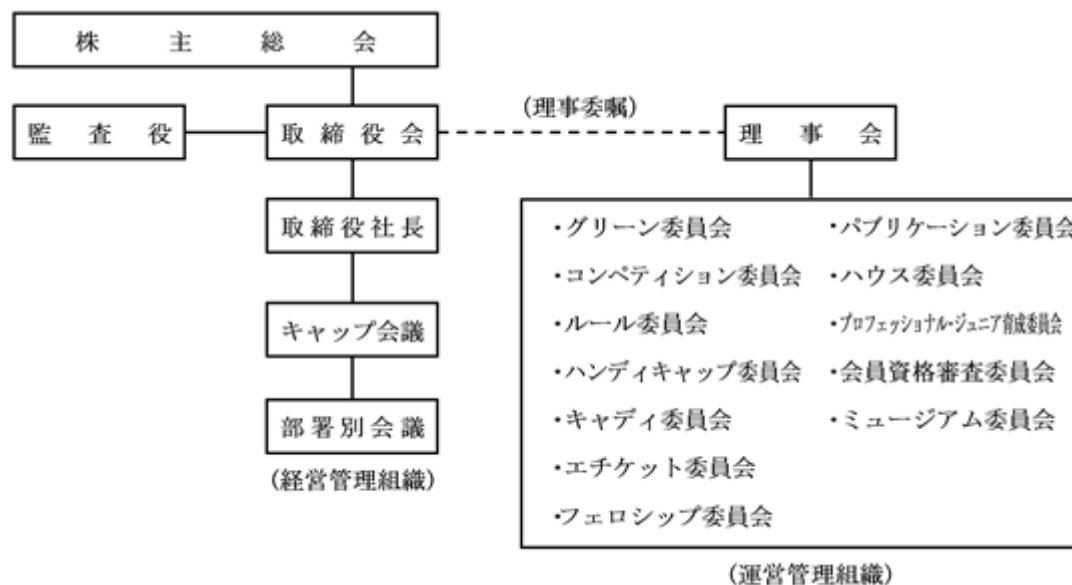 株主総会
監査役
取締役会
(理事委嘱)
理事会
取締役社長
キャップ会議
部署別会議
(経営管理組織)
・グリーン委員会
・コンペティション委員会
・ルール委員会
・ハンディキャップ委員会
・キャディ委員会
・エチケット委員会
・フェロシップ委員会
・パブリケーション委員会
・ハウス委員会
・プロフェッショナル・ジュニア育成委員会
・会員資格審査委員会
・ミュージアム委員会
(運営管理組織)